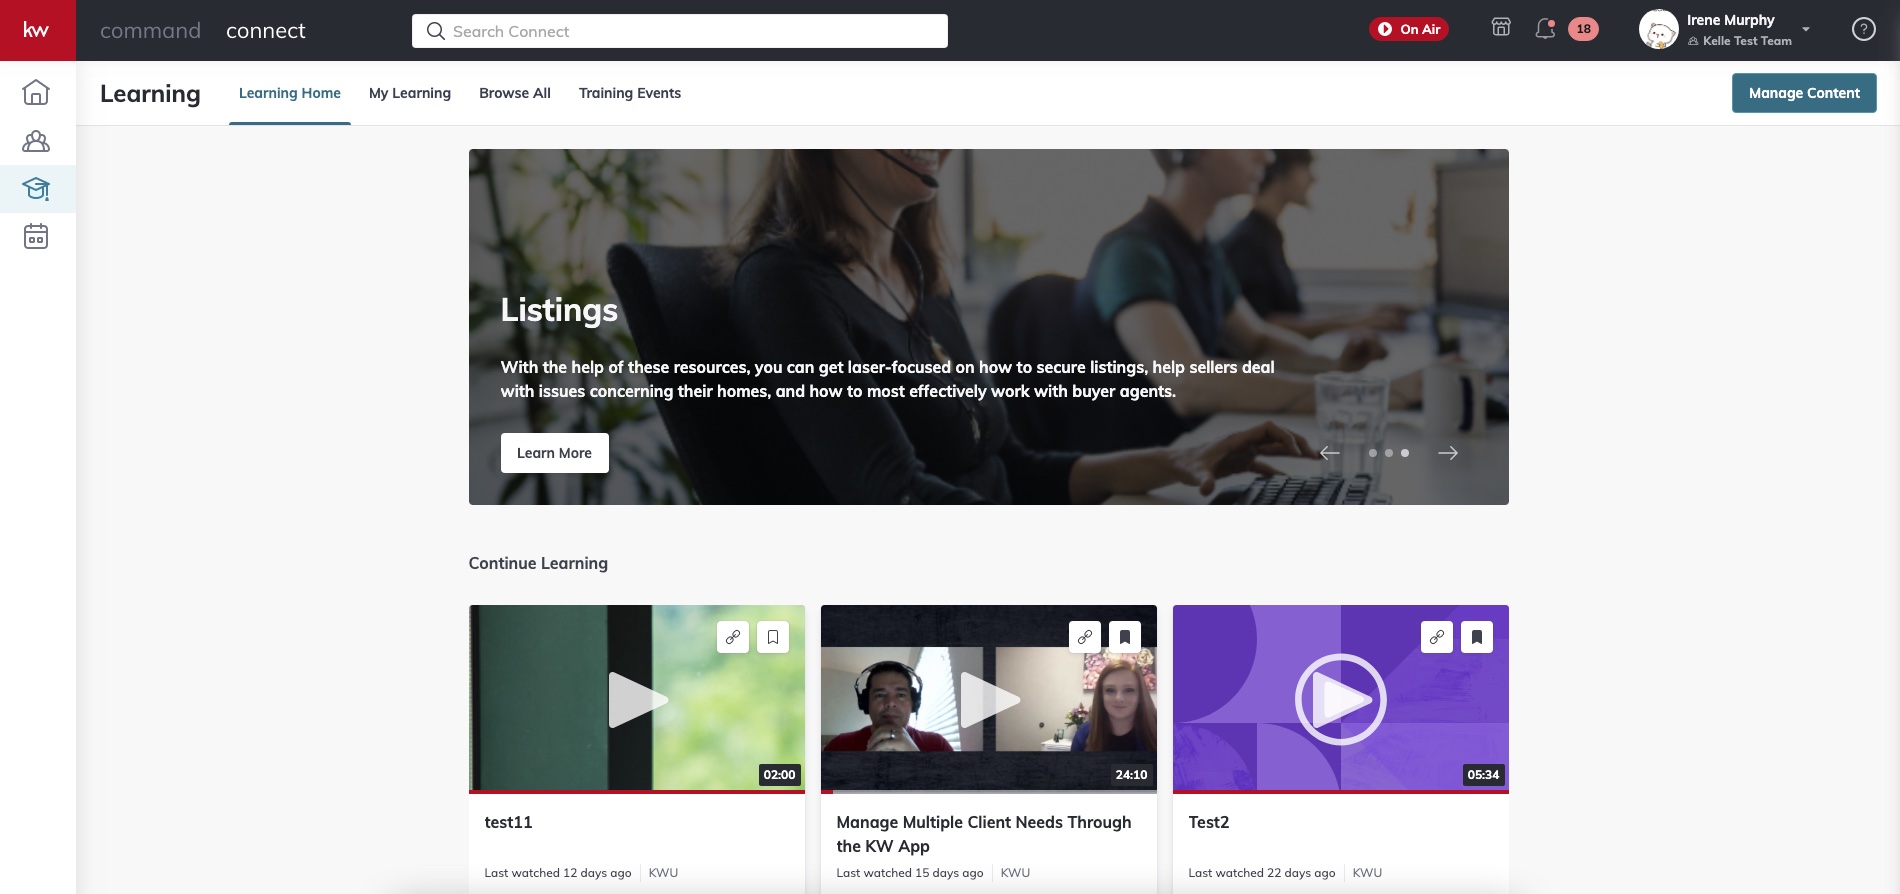 kw
command
connect
Search Connect
On Air
18
Irene Murphy
Kelle Test Team
?
Learning
Learning Home
My Learning
Browse All
Training Events
Manage Content
Listings
With the help of these resources, you can get laser-focused on how to secure listings, help sellers deal
with issues concerning their homes, and how to most effectively work with buyer agents.
Learn More
Continue Learning
02:00
24:10
05:34
test11
Last watched 12 days ago
KWU
Manage Multiple Client Needs Through
the KW App
Last watched 15 days ago
KWU
Test2
Last watched 22 days ago
KWU